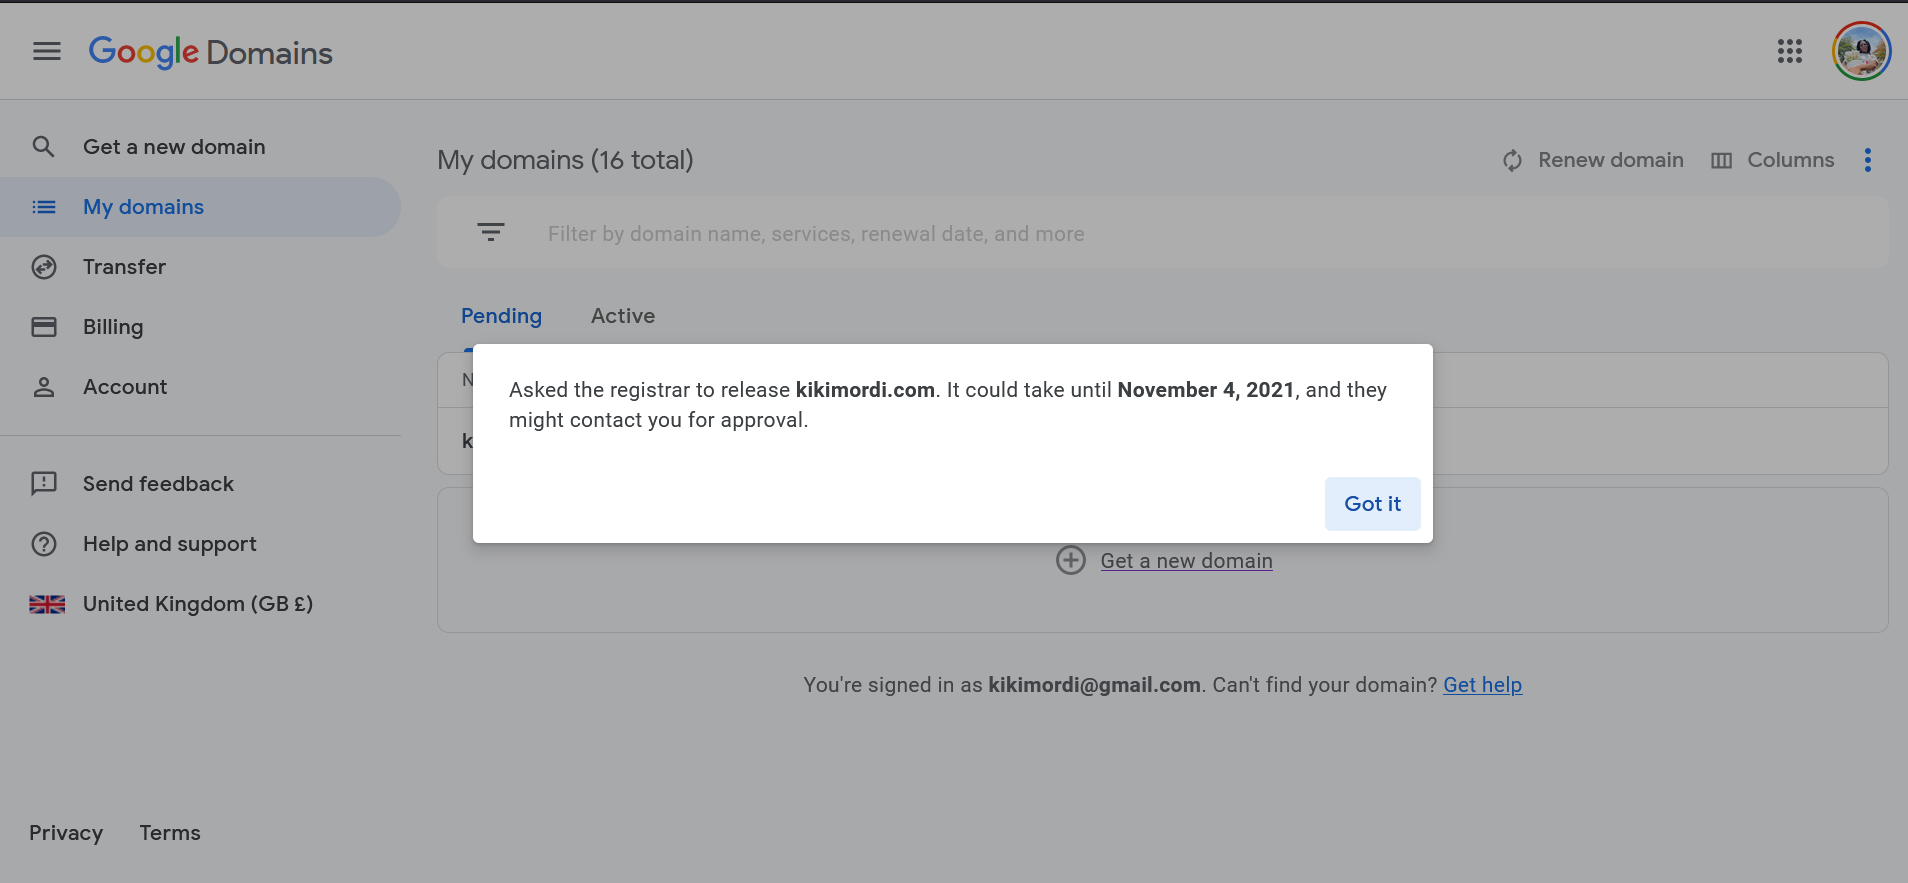 Google Domains
Get a new domain
My domains
Transfer
Billing
Account
Send feedback
Help and support
United Kingdom (GB £)
Privacy Terms
My domains (16 total)
Renew domain Columns
Filter by domain name, services, renewal date, and more
Pending Active
N
k
Asked the registrar to release kikimordi.com. It could take until November 4, 2021, and they
might contact you for approval.
Got it
Get a new domain
You're signed in as kikimordi@gmail.com. Can't find your domain? Get help